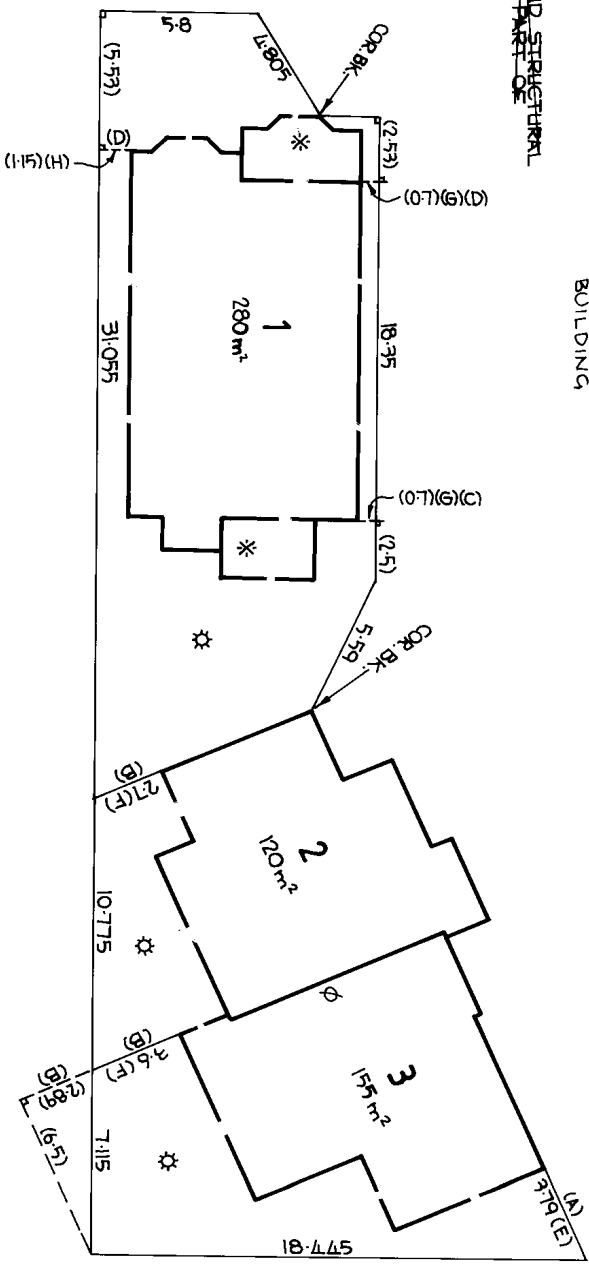 D STRUCTURAL
PART OF
BUILDING
5.8
4.805
COR. BK.
(5.53)
(D)
(1.15)(H)
(2.53)
(0.7)(G)(D)
※
1
280 m²
31.055
18.35
(0.7)(G)(C)
(2.5)
※
5.59
COR. BK.
(B)
2.7(F)
2
120 m²
10.775
(B)
3.6(F)
(B)
(2.89)
(6.5)
7.115
3
155 m²
(A)
3.79(E)
18.445